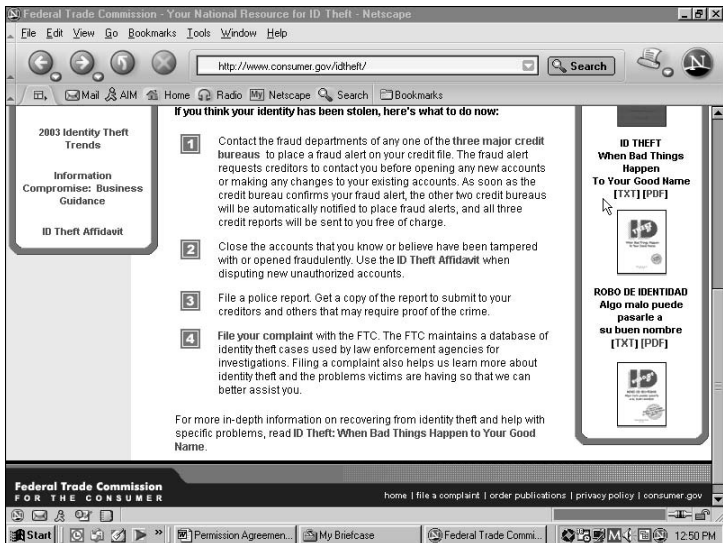 Federal Trade Commission - Your National Resource for ID Theft - Netscape
File Edit View Go Bookmarks Tools Window Help
http://www.consumer.gov/idtheft/
Search
Mail AIM Home Radio My Netscape Search Bookmarks
2003 Identity Theft
Trends
Information
Compromise: Business
Guidance
ID Theft Affidavit
If you think your identity has been stolen, here's what to do now:
1 Contact the fraud departments of any one of the three major credit
bureaus to place a fraud alert on your credit file. The fraud alert
requests creditors to contact you before opening any new accounts
or making any changes to your existing accounts. As soon as the
credit bureau confirms your fraud alert, the other two credit bureaus
will be automatically notified to place fraud alerts, and all three
credit reports will be sent to you free of charge.
2 Close the accounts that you know or believe have been tampered
with or opened fraudulently. Use the ID Theft Affidavit when
disputing new unauthorized accounts.
3 File a police report. Get a copy of the report to submit to your
creditors and others that may require proof of the crime.
4 File your complaint with the FTC. The FTC maintains a database of
identity theft cases used by law enforcement agencies for
investigations. Filing a complaint also helps us learn more about
identity theft and the problems victims are having so that we can
better assist you.
For more in-depth information on recovering from identity theft and help with
specific problems, read ID Theft: When Bad Things Happen to Your Good
Name.
ID THEFT
When Bad Things
Happen
To Your Good Name
[TXT] [PDF]
ID
ROBO DE IDENTIDAD
Algo malo puede
pasarle a
su buen nombre
[TXT] [PDF]
ID
Federal Trade Commission
FOR THE CONSUMER
home | file a complaint | order publications | privacy policy | consumer.gov
Start
Permission Agreemen...
My Briefcase
Federal Trade Commi...
12:50 PM